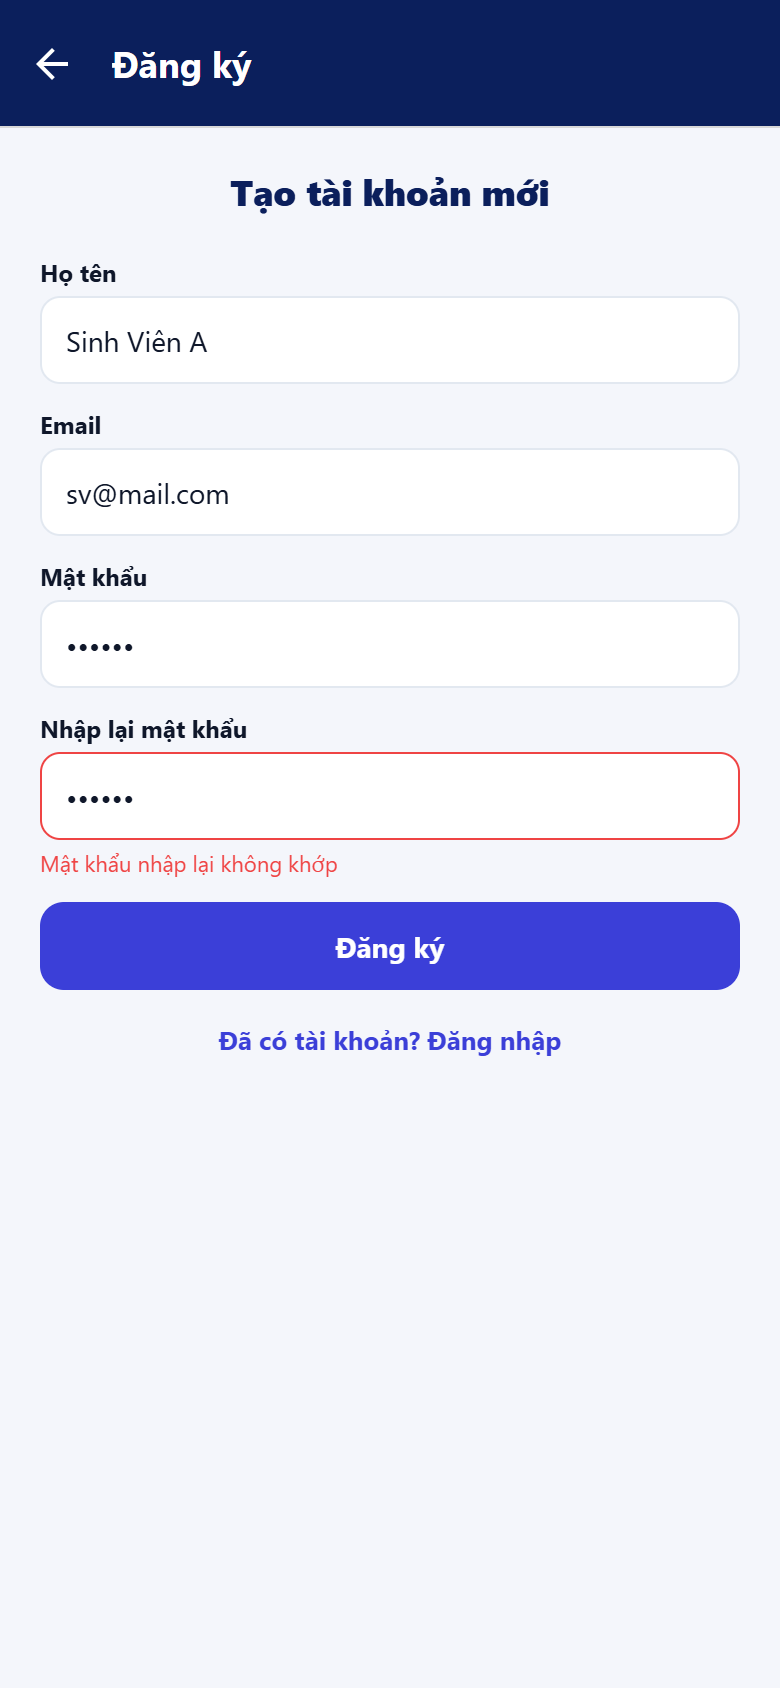 Đăng ký
Tạo tài khoản mới
Họ tên
Sinh Viên A
Email
sv@mail.com
Mật khẩu
••••••
Nhập lại mật khẩu
••••••
Mật khẩu nhập lại không khớp
Đăng ký
Đã có tài khoản? Đăng nhập